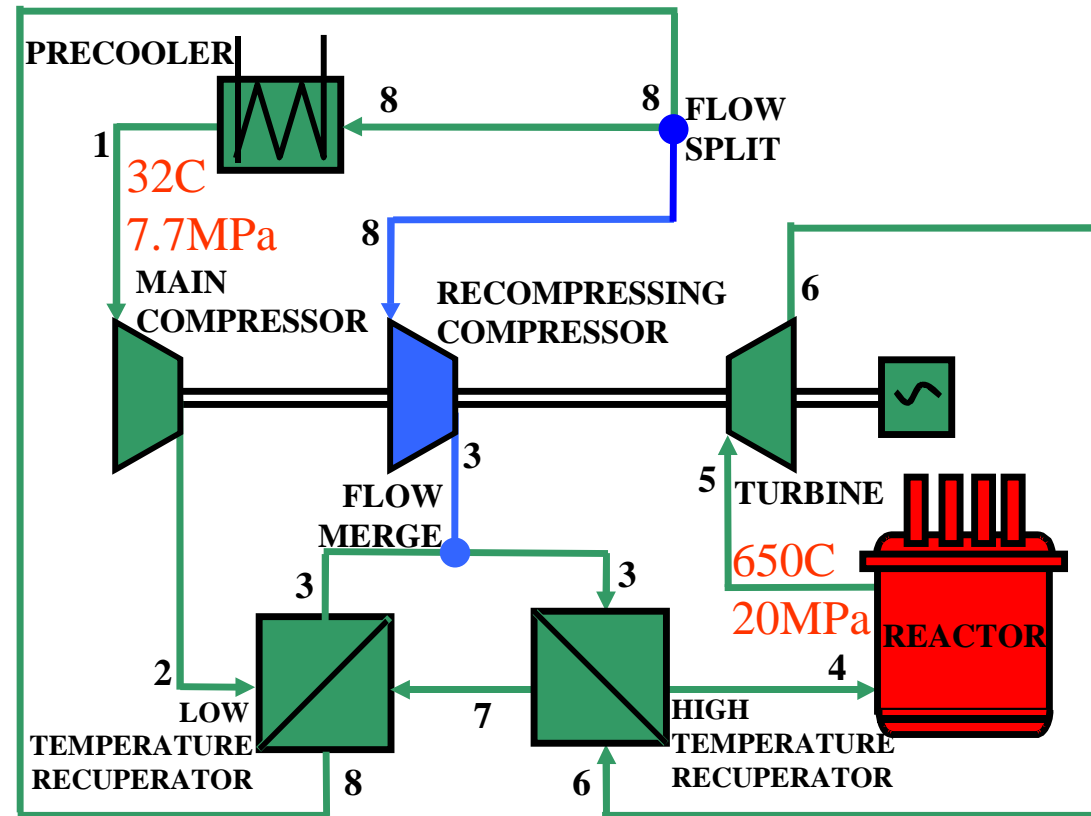 PRECOOLER
8
8
FLOW
SPLIT
1
32C
7.7MPa
8
MAIN
COMPRESSOR
RECOMPRESSING
COMPRESSOR
6
3
FLOW
MERGE
5
TURBINE
650C
20MPa
3
3
REACTOR
2
LOW
TEMPERATURE
RECUPERATOR
7
4
HIGH
TEMPERATURE
RECUPERATOR
8
6